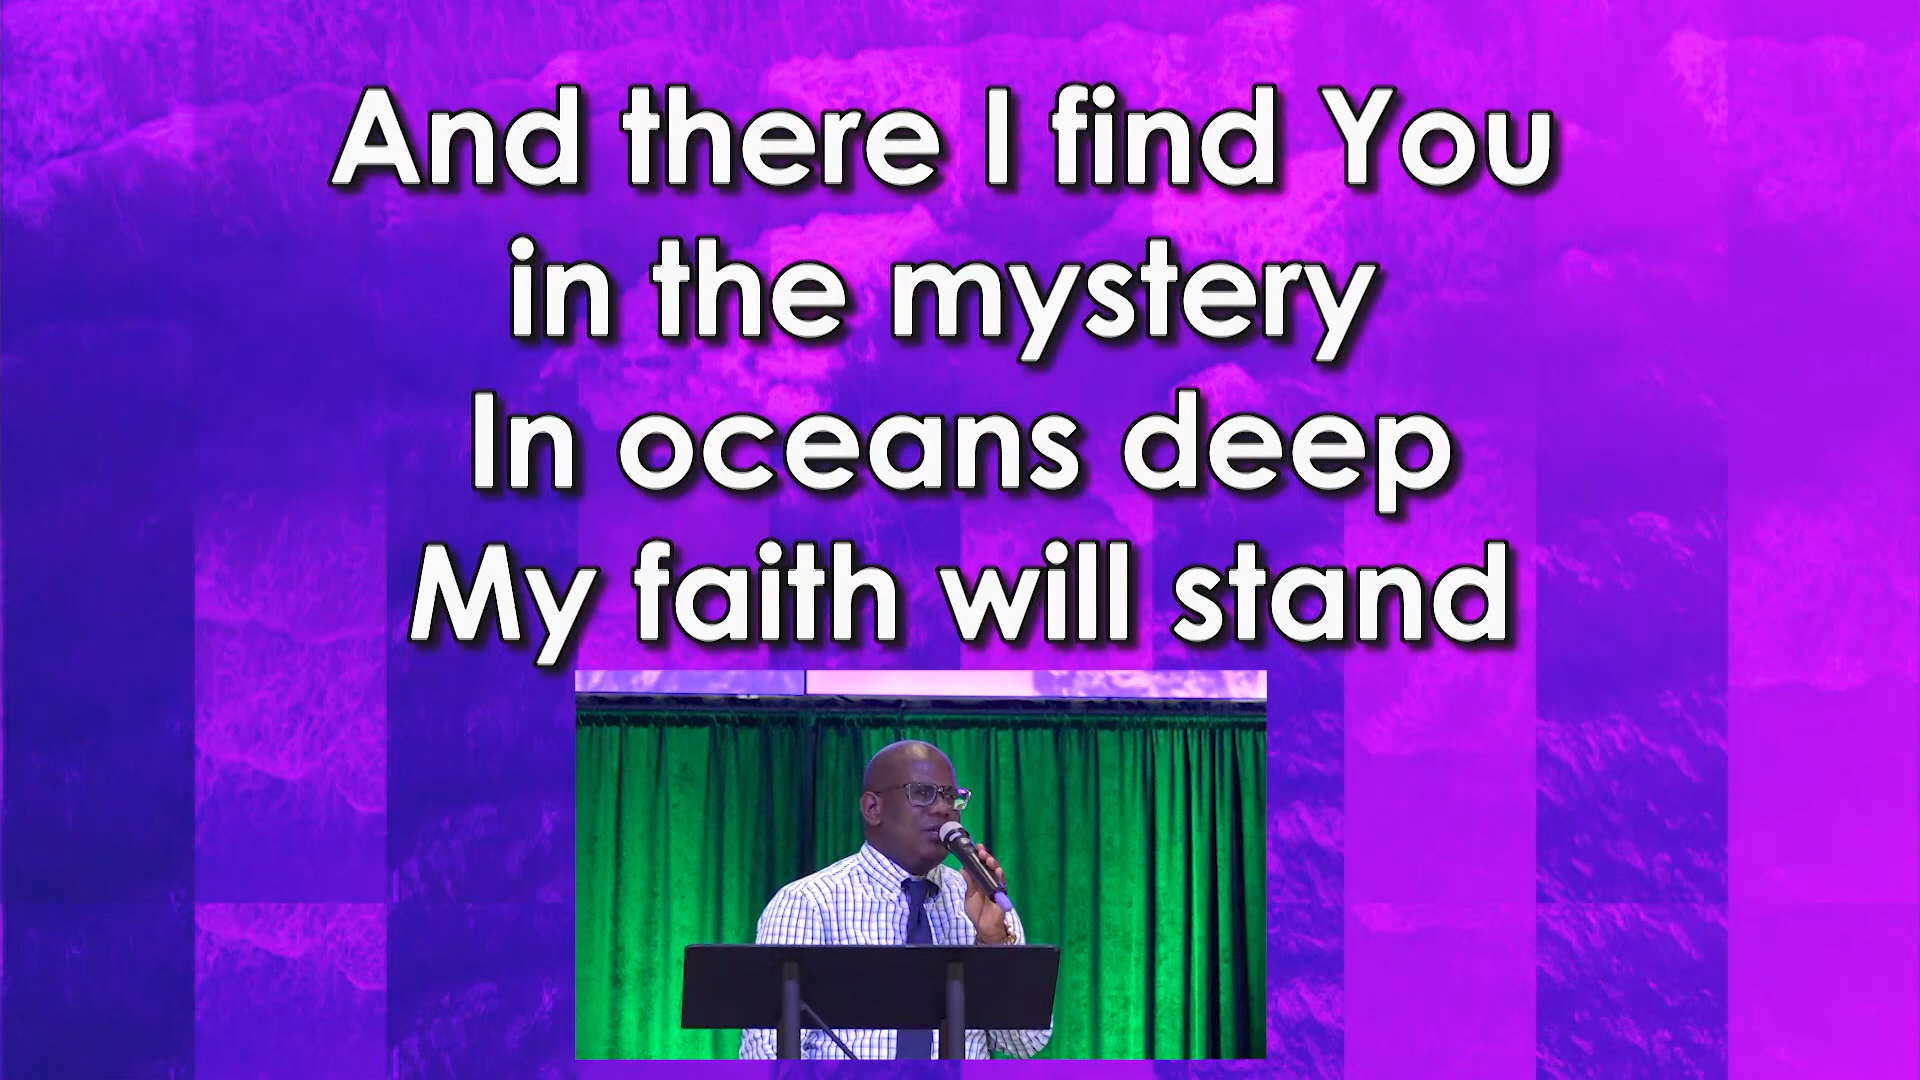 And there I find You
in the mystery
In oceans deep
My faith will stand